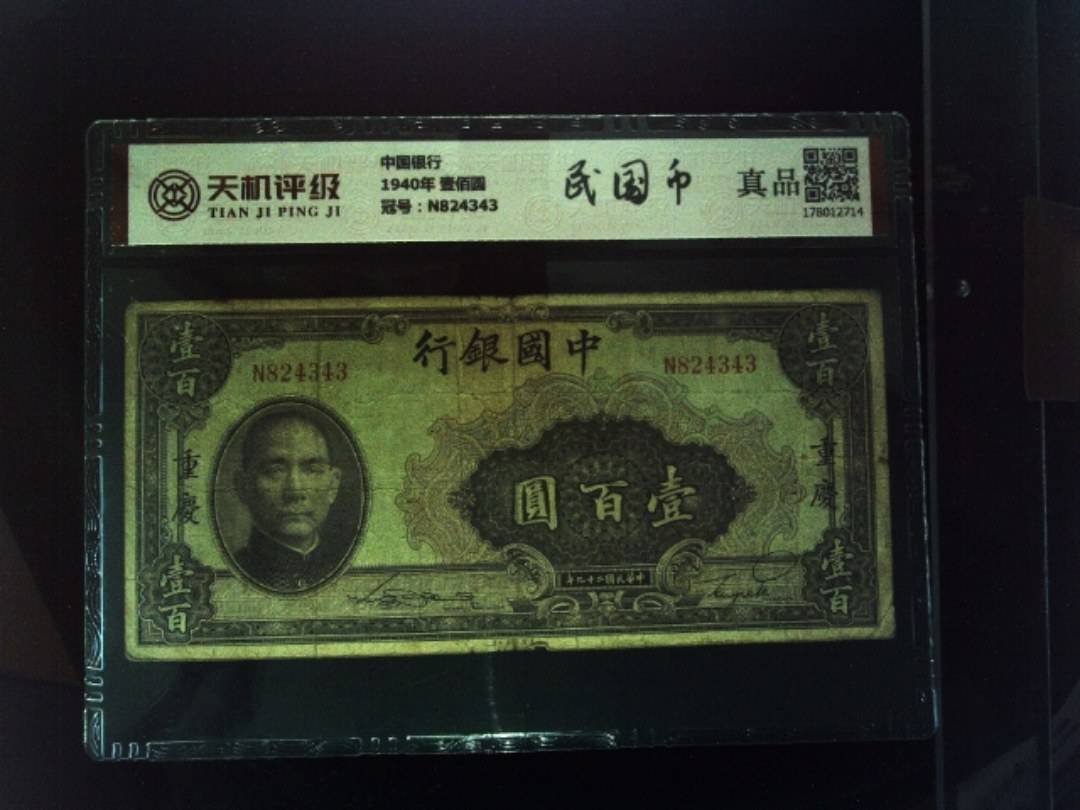 天机评级
TIAN JI PING JI
中国银行
1940年 壹佰圆
冠号：N824343
民国币
真品
178012714
行銀國中
N824343
N824343
壹百
壹百
重慶
重慶
圓百壹
年九十二國民華中
壹百
壹百